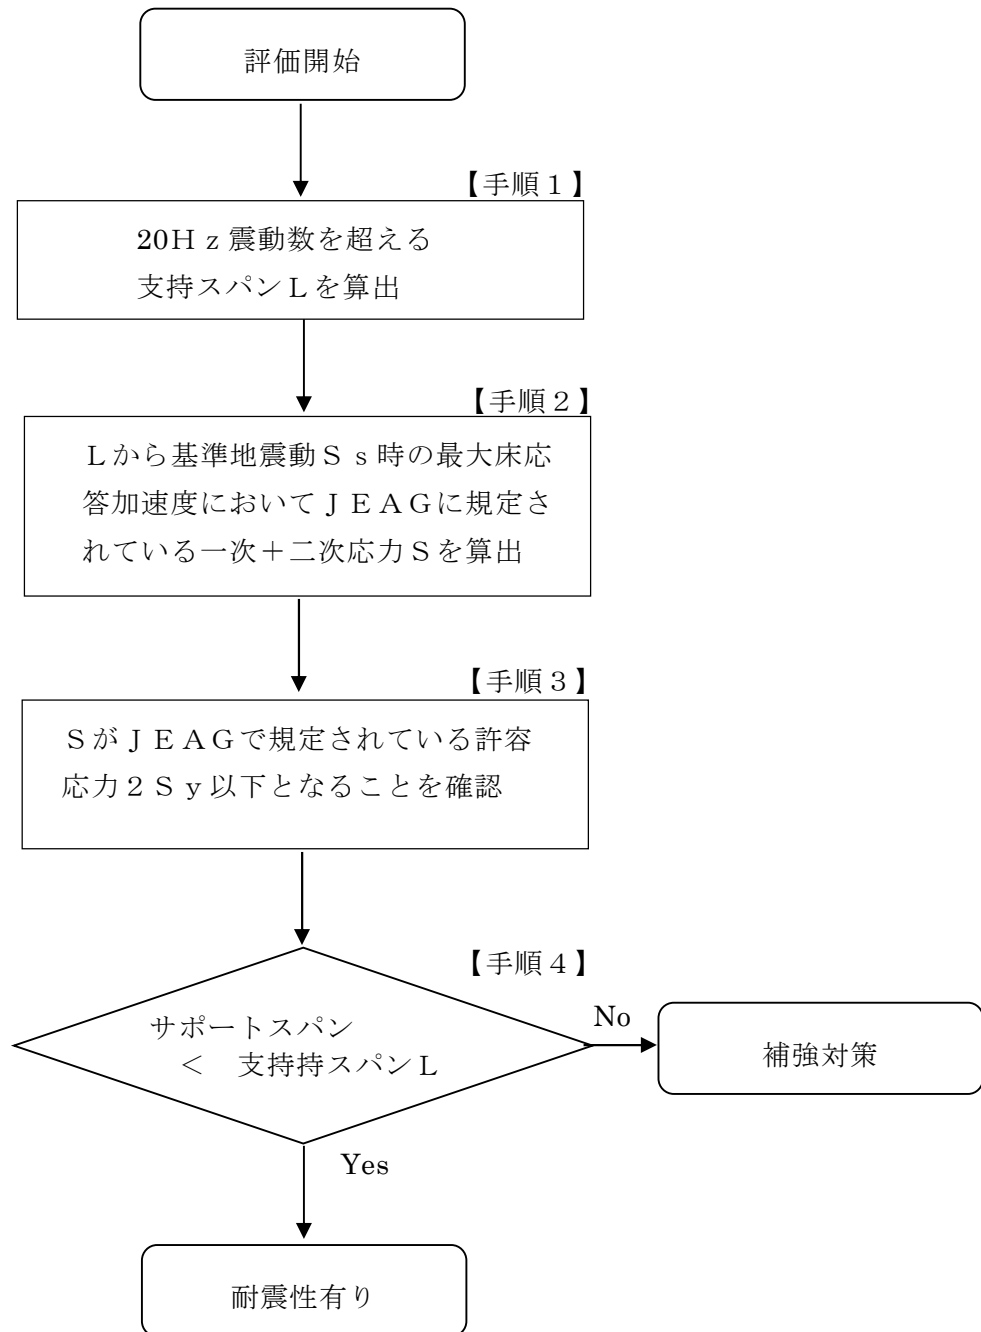 評価開始
【手順１】
20Ｈｚ震動数を超える
支持スパンＬを算出
【手順２】
Ｌから基準地震動Ｓｓ時の最大床応
答加速度においてＪＥＡＧに規定さ
れている一次＋二次応力Ｓを算出
【手順３】
ＳがＪＥＡＧで規定されている許容
応力２Ｓｙ以下となることを確認
【手順４】
サポートスパン
＜　支持持スパンＬ
No
補強対策
Yes
耐震性有り